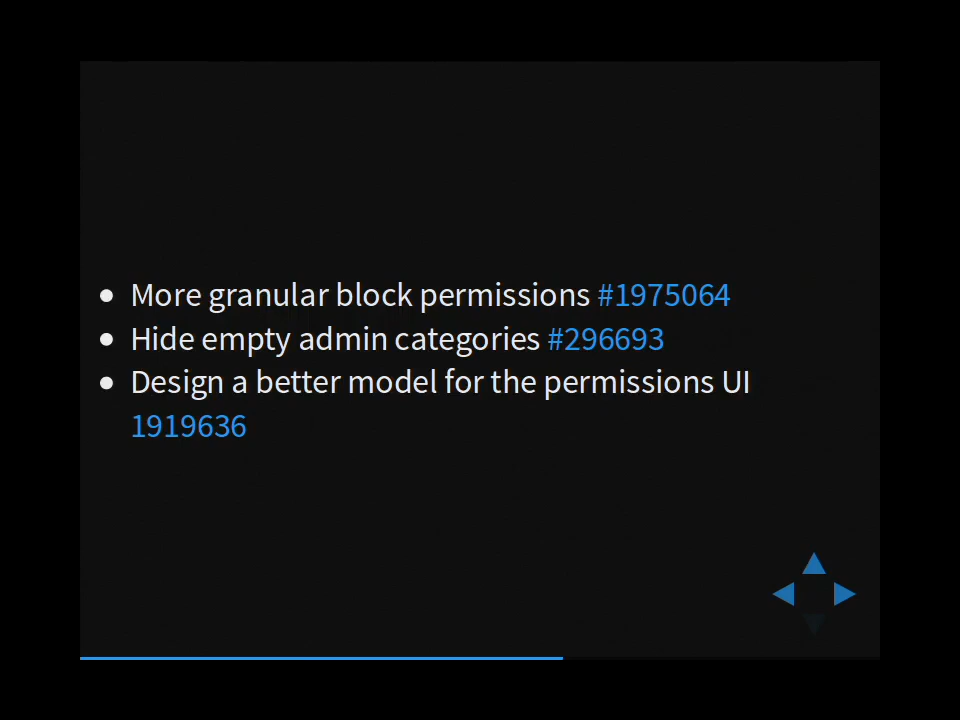 More granular block permissions #1975064
Hide empty admin categories #296693
Design a better model for the permissions UI
1919636